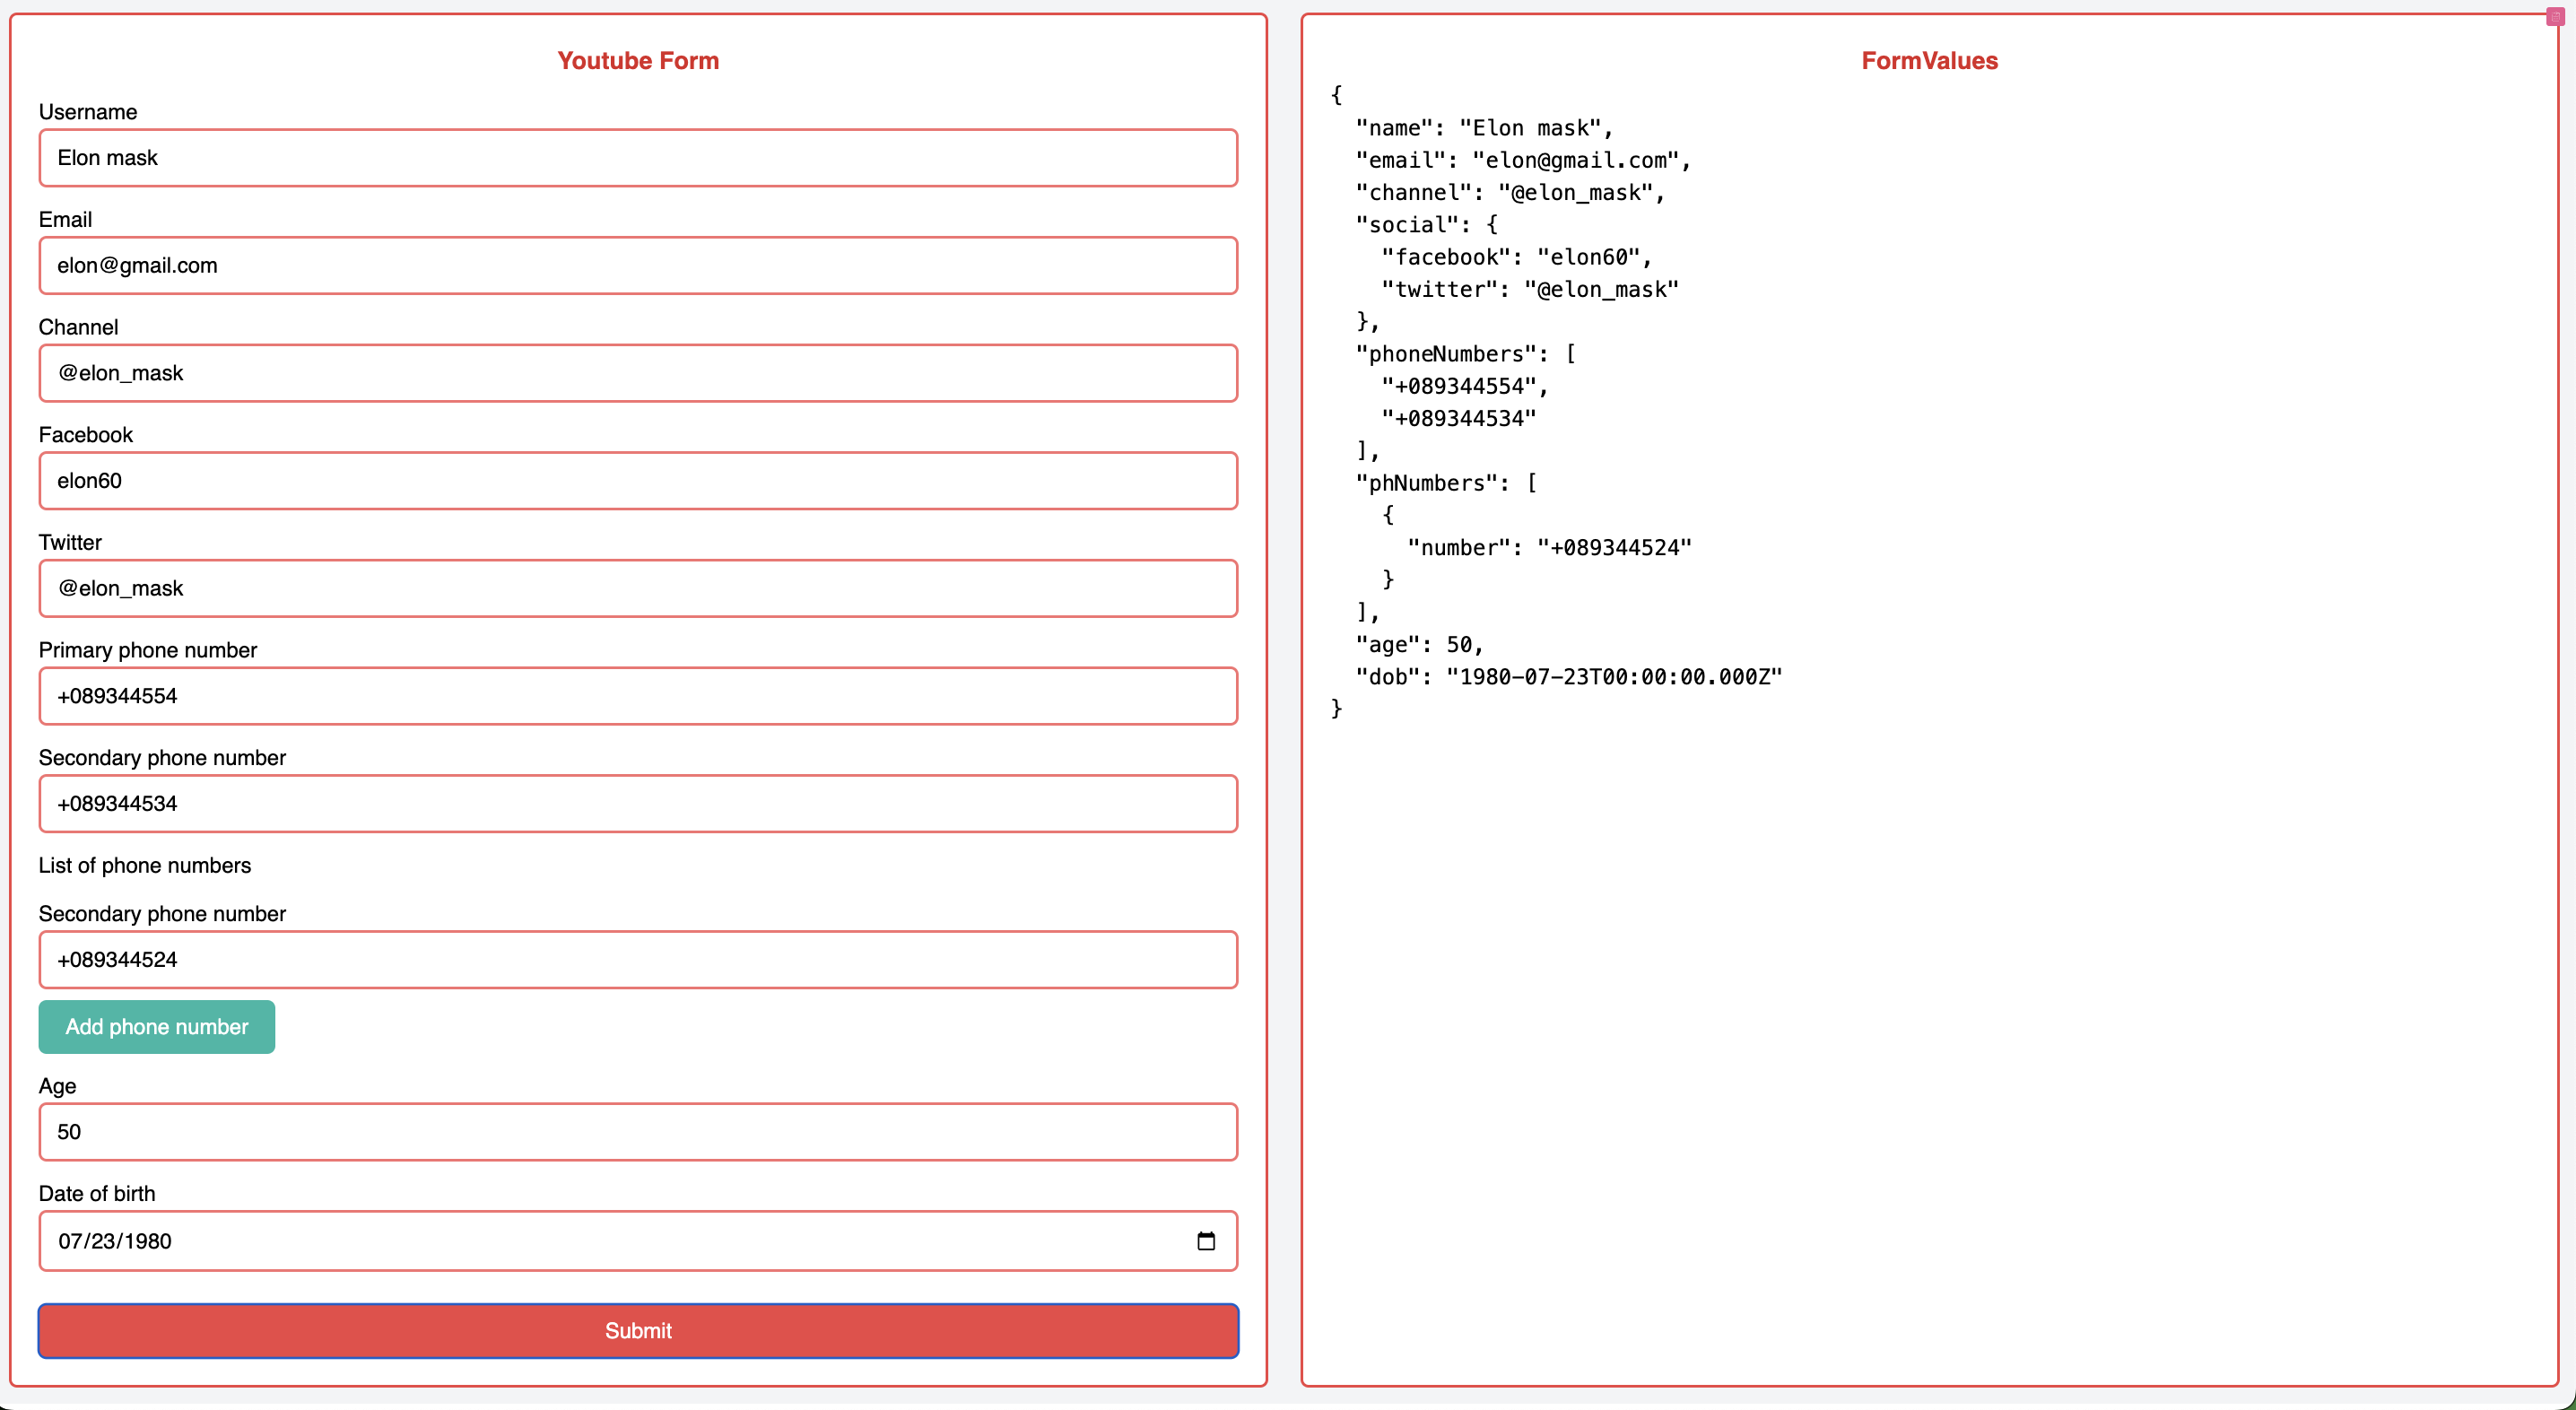 Youtube Form
Username
Elon mask
Email
elon@gmail.com
Channel
@elon_mask
Facebook
elon60
Twitter
@elon_mask
Primary phone number
+089344554
Secondary phone number
+089344534
List of phone numbers
Secondary phone number
+089344524
Add phone number
Age
50
Date of birth
07/23/1980
Submit
FormValues
{
  "name": "Elon mask",
  "email": "elon@gmail.com",
  "channel": "@elon_mask",
  "social": {
    "facebook": "elon60",
    "twitter": "@elon_mask"
  },
  "phoneNumbers": [
    "+089344554",
    "+089344534"
  ],
  "phNumbers": [
    {
      "number": "+089344524"
    }
  ],
  "age": 50,
  "dob": "1980-07-23T00:00:00.000Z"
}